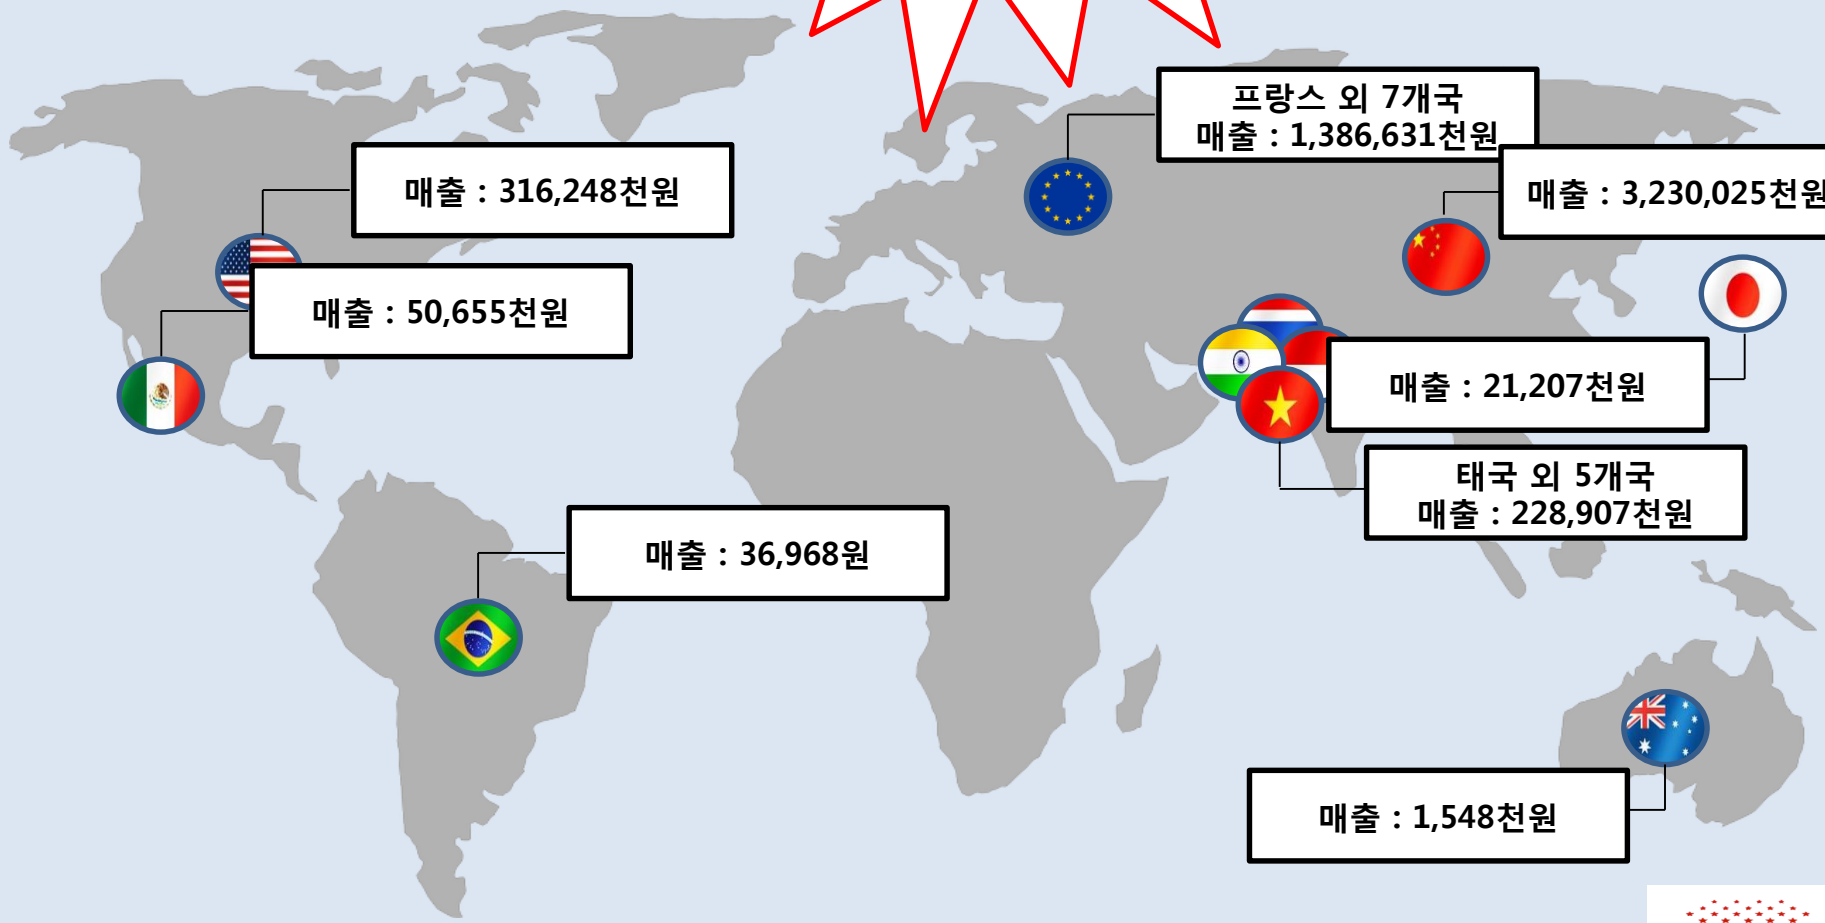 프랑스 외 7개국
매출 : 1,386,631천원
매출 : 316,248천원
매출 : 3,230,025천원
매출 : 50,655천원
매출 : 21,207천원
태국 외 5개국
매출 : 228,907천원
매출 : 36,968원
매출 : 1,548천원